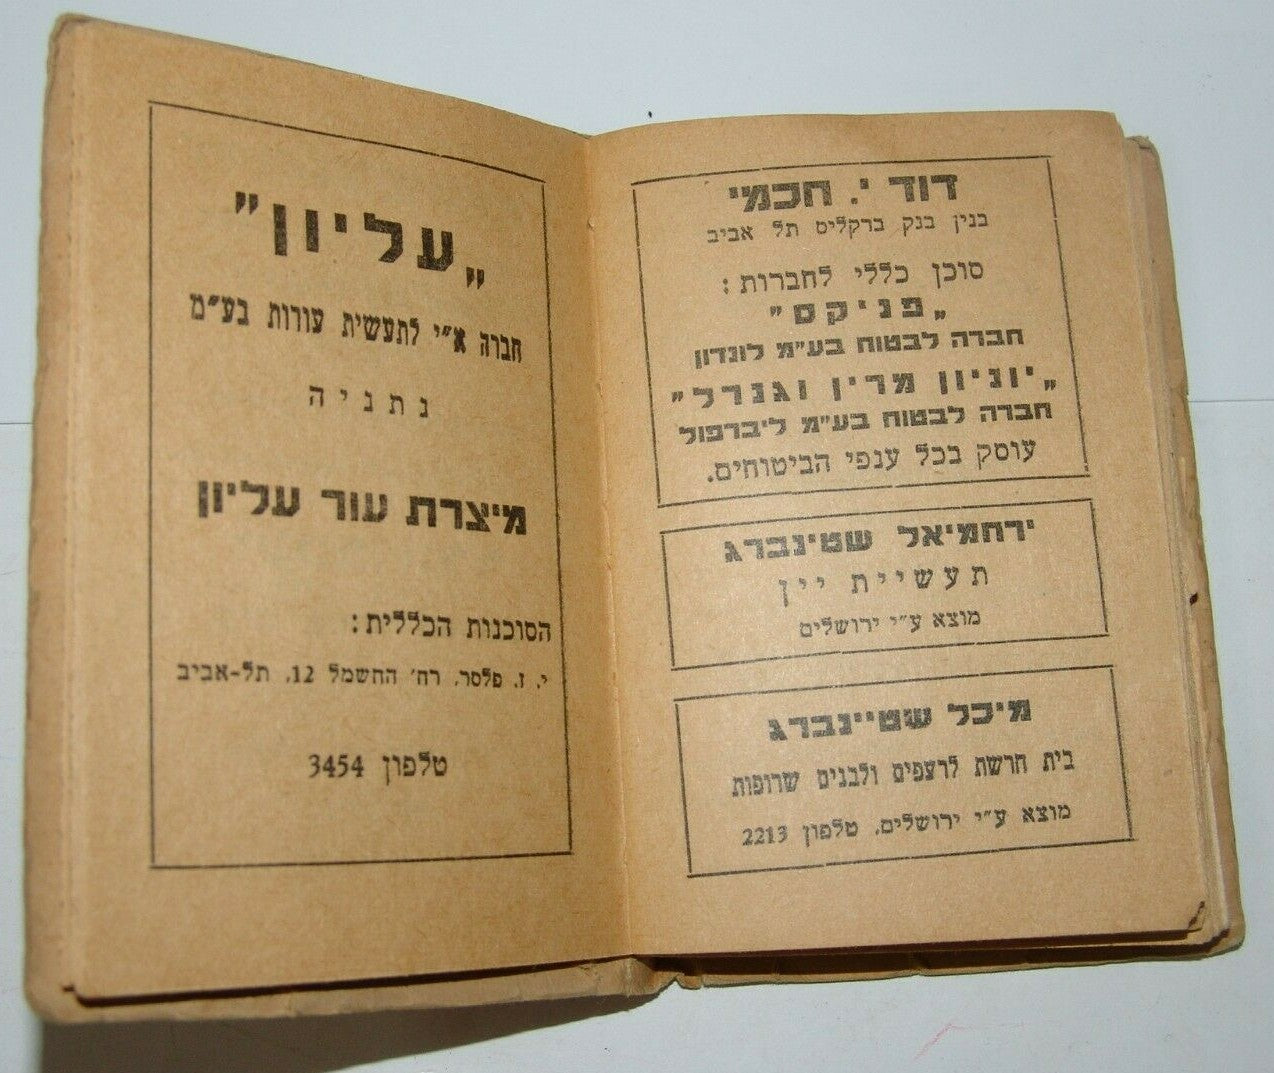 דוד י. חכמי
בנין בנק ברקליס תל אביב
סוכן כללי לחברות:
„פניקס"
חברה לבטוח בע"מ לונדון
„יוניון מרין וגנרל"
חברה לבטוח בע"מ ליברפול
עוסק בכל ענפי הביטוחים.
ירחמיאל שטינברג
תעשיית יין
מוצא ע"י ירושלים
מיכל שטיינברג
בית חרשת לרצפים ולבנים שרופות
מוצא ע"י ירושלים. טלפון 2213
„עליון"
חברה א"י לתעשית עורות בע"מ
נתניה
מיצרת עור עליון
הסוכנות הכללית:
י. ז. פלסר. רח' החשמל 12. תל-אביב
טלפון 3454